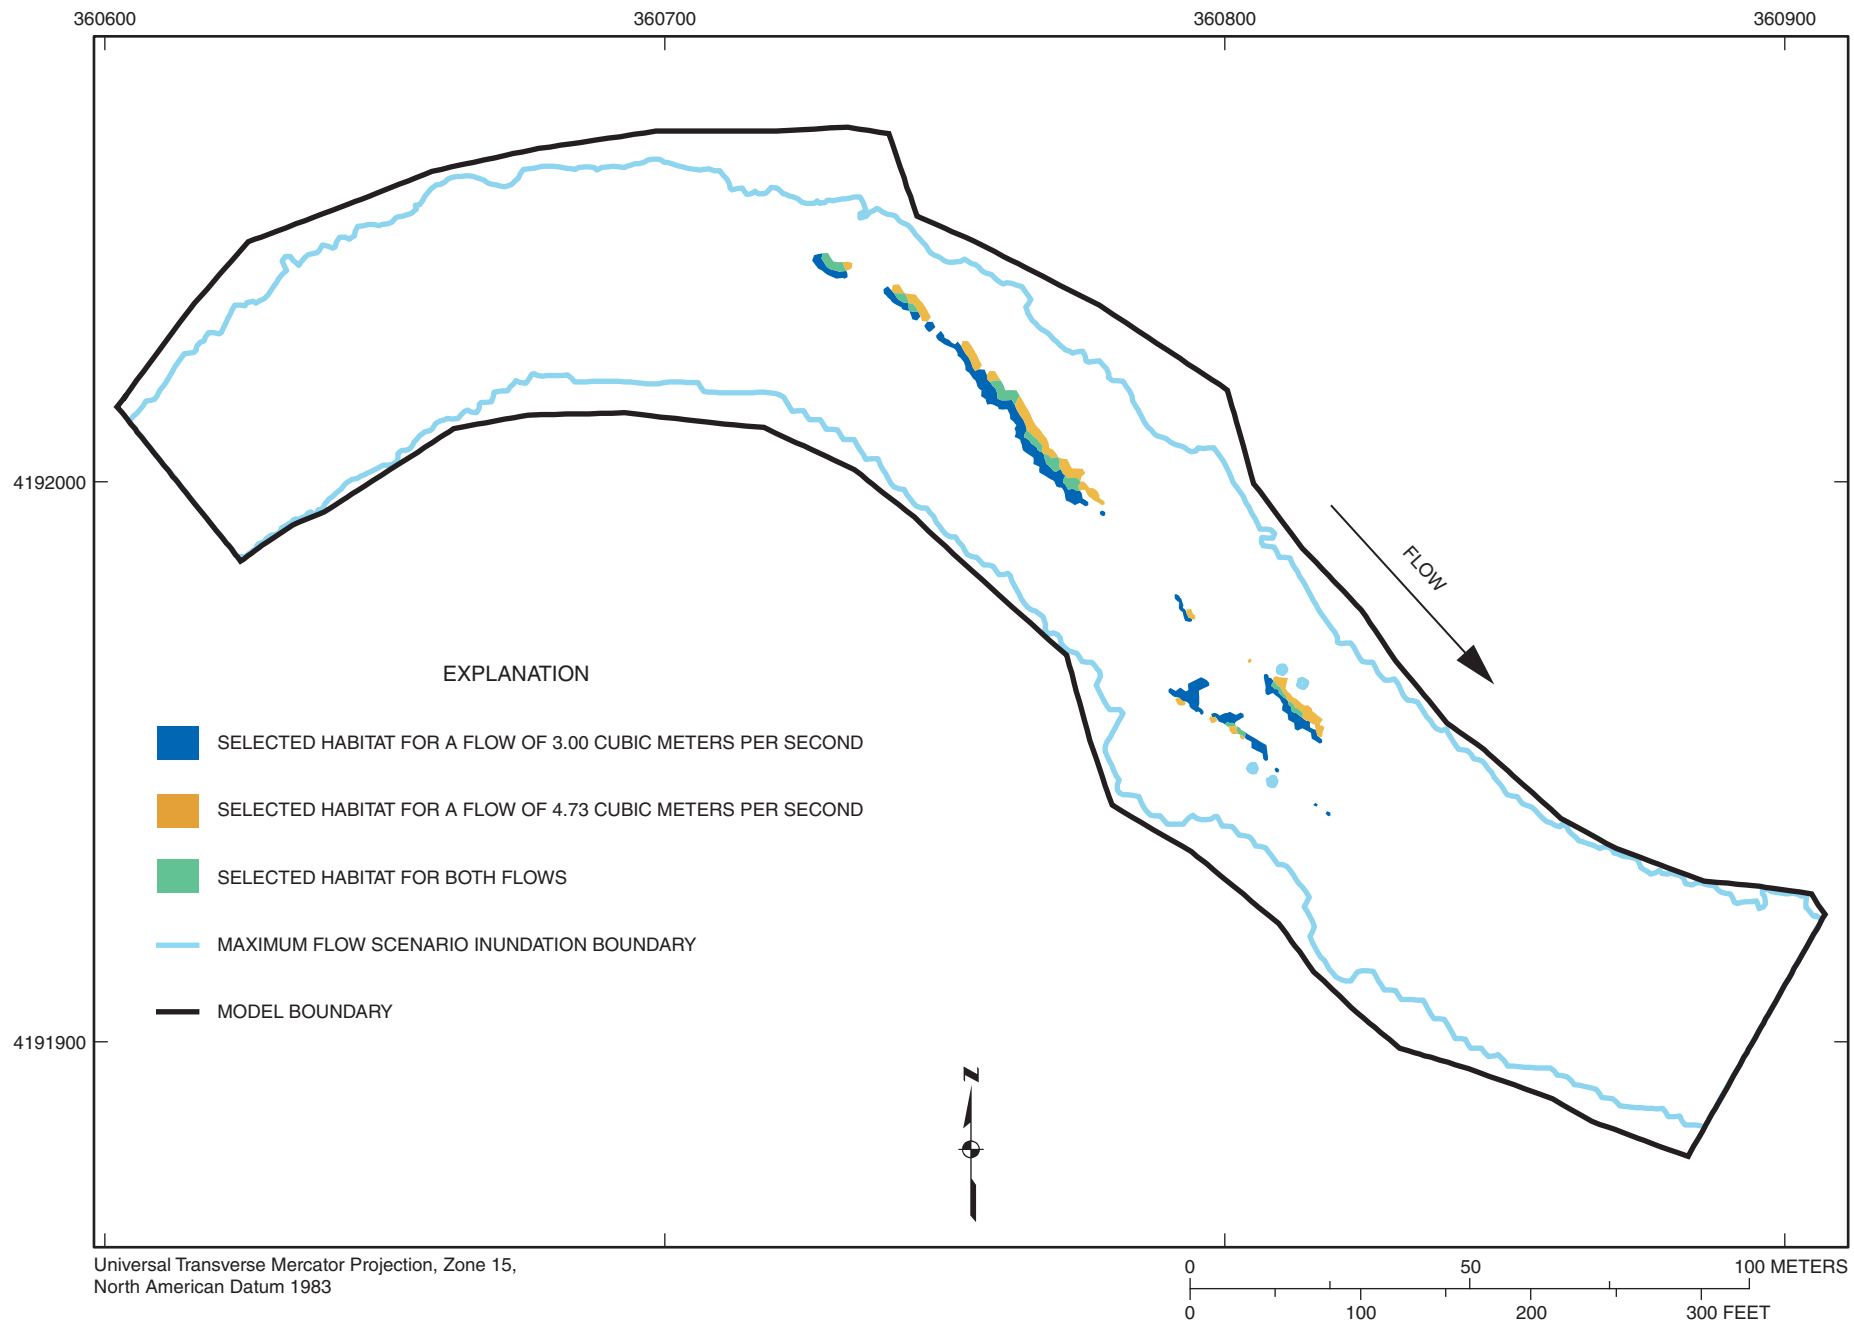 360600
360700
360800
360900
4192000
FLOW
EXPLANATION
SELECTED HABITAT FOR A FLOW OF 3.00 CUBIC METERS PER SECOND
SELECTED HABITAT FOR A FLOW OF 4.73 CUBIC METERS PER SECOND
SELECTED HABITAT FOR BOTH FLOWS
MAXIMUM FLOW SCENARIO INUNDATION BOUNDARY
MODEL BOUNDARY
4191900
N
Universal Transverse Mercator Projection, Zone 15,
North American Datum 1983
0 50 100 METERS
0 100 200 300 FEET